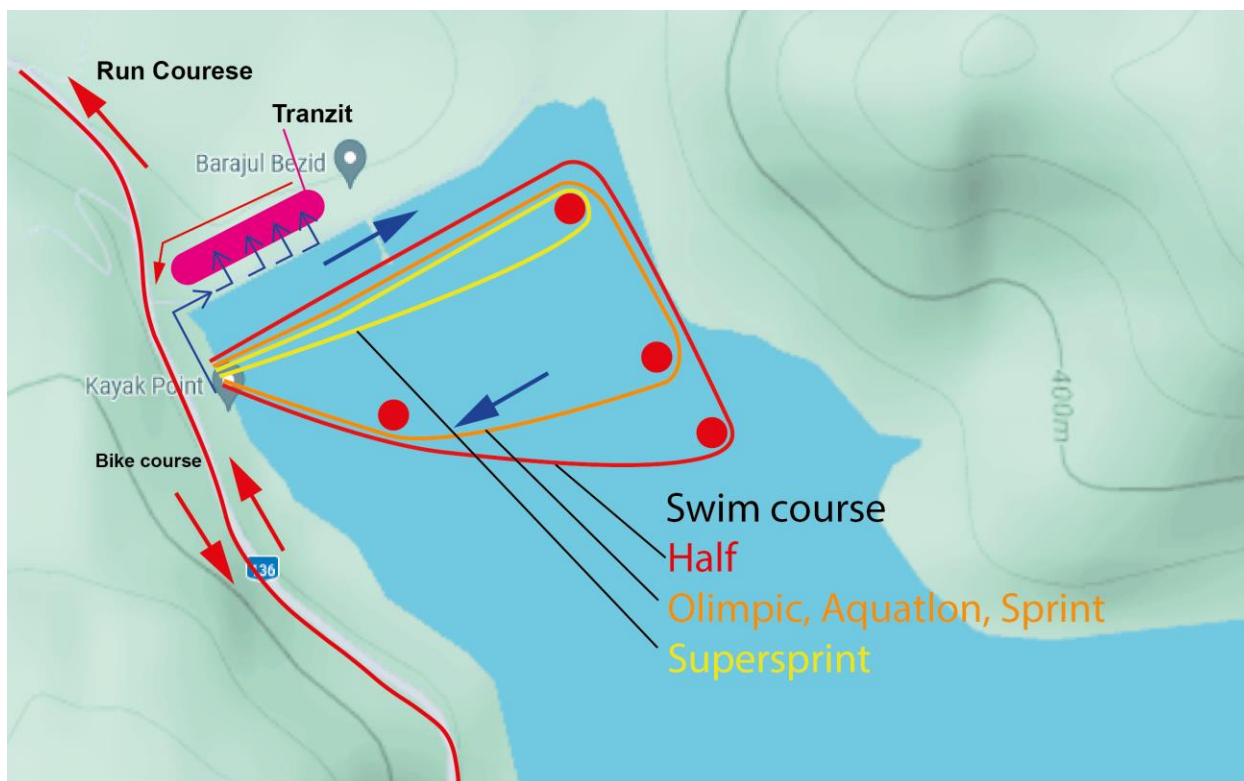 Run Courese
Tranzit
Barajul Bezid
Kayak Point
Bike course
136
400m
Swim course
Half
Olimpic, Aquatlon, Sprint
Supersprint